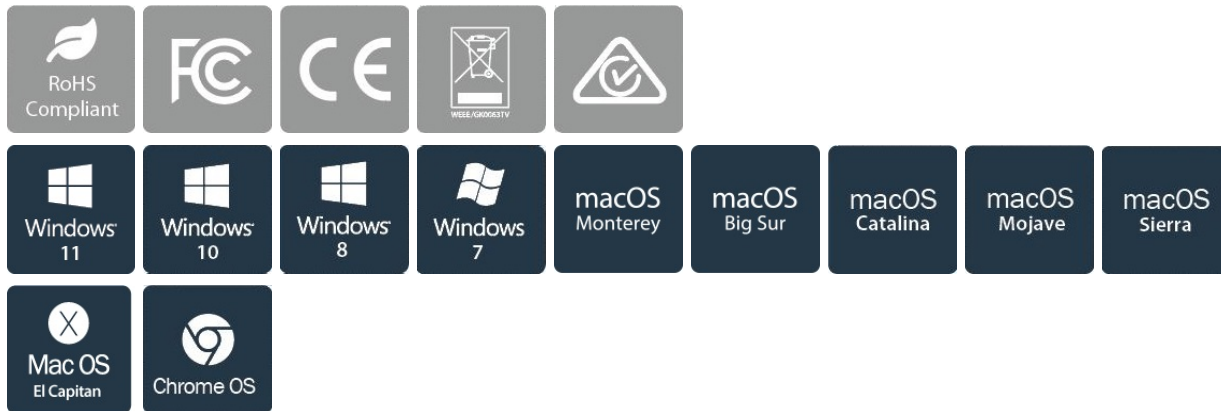 RoHS
Compliant
FC
CE
WEEE/GK0063TV
Windows
11
Windows
10
Windows
8
Windows
7
macOS
Monterey
macOS
Big Sur
macOS
Catalina
macOS
Mojave
macOS
Sierra
X
Mac OS
El Capitan
Chrome OS